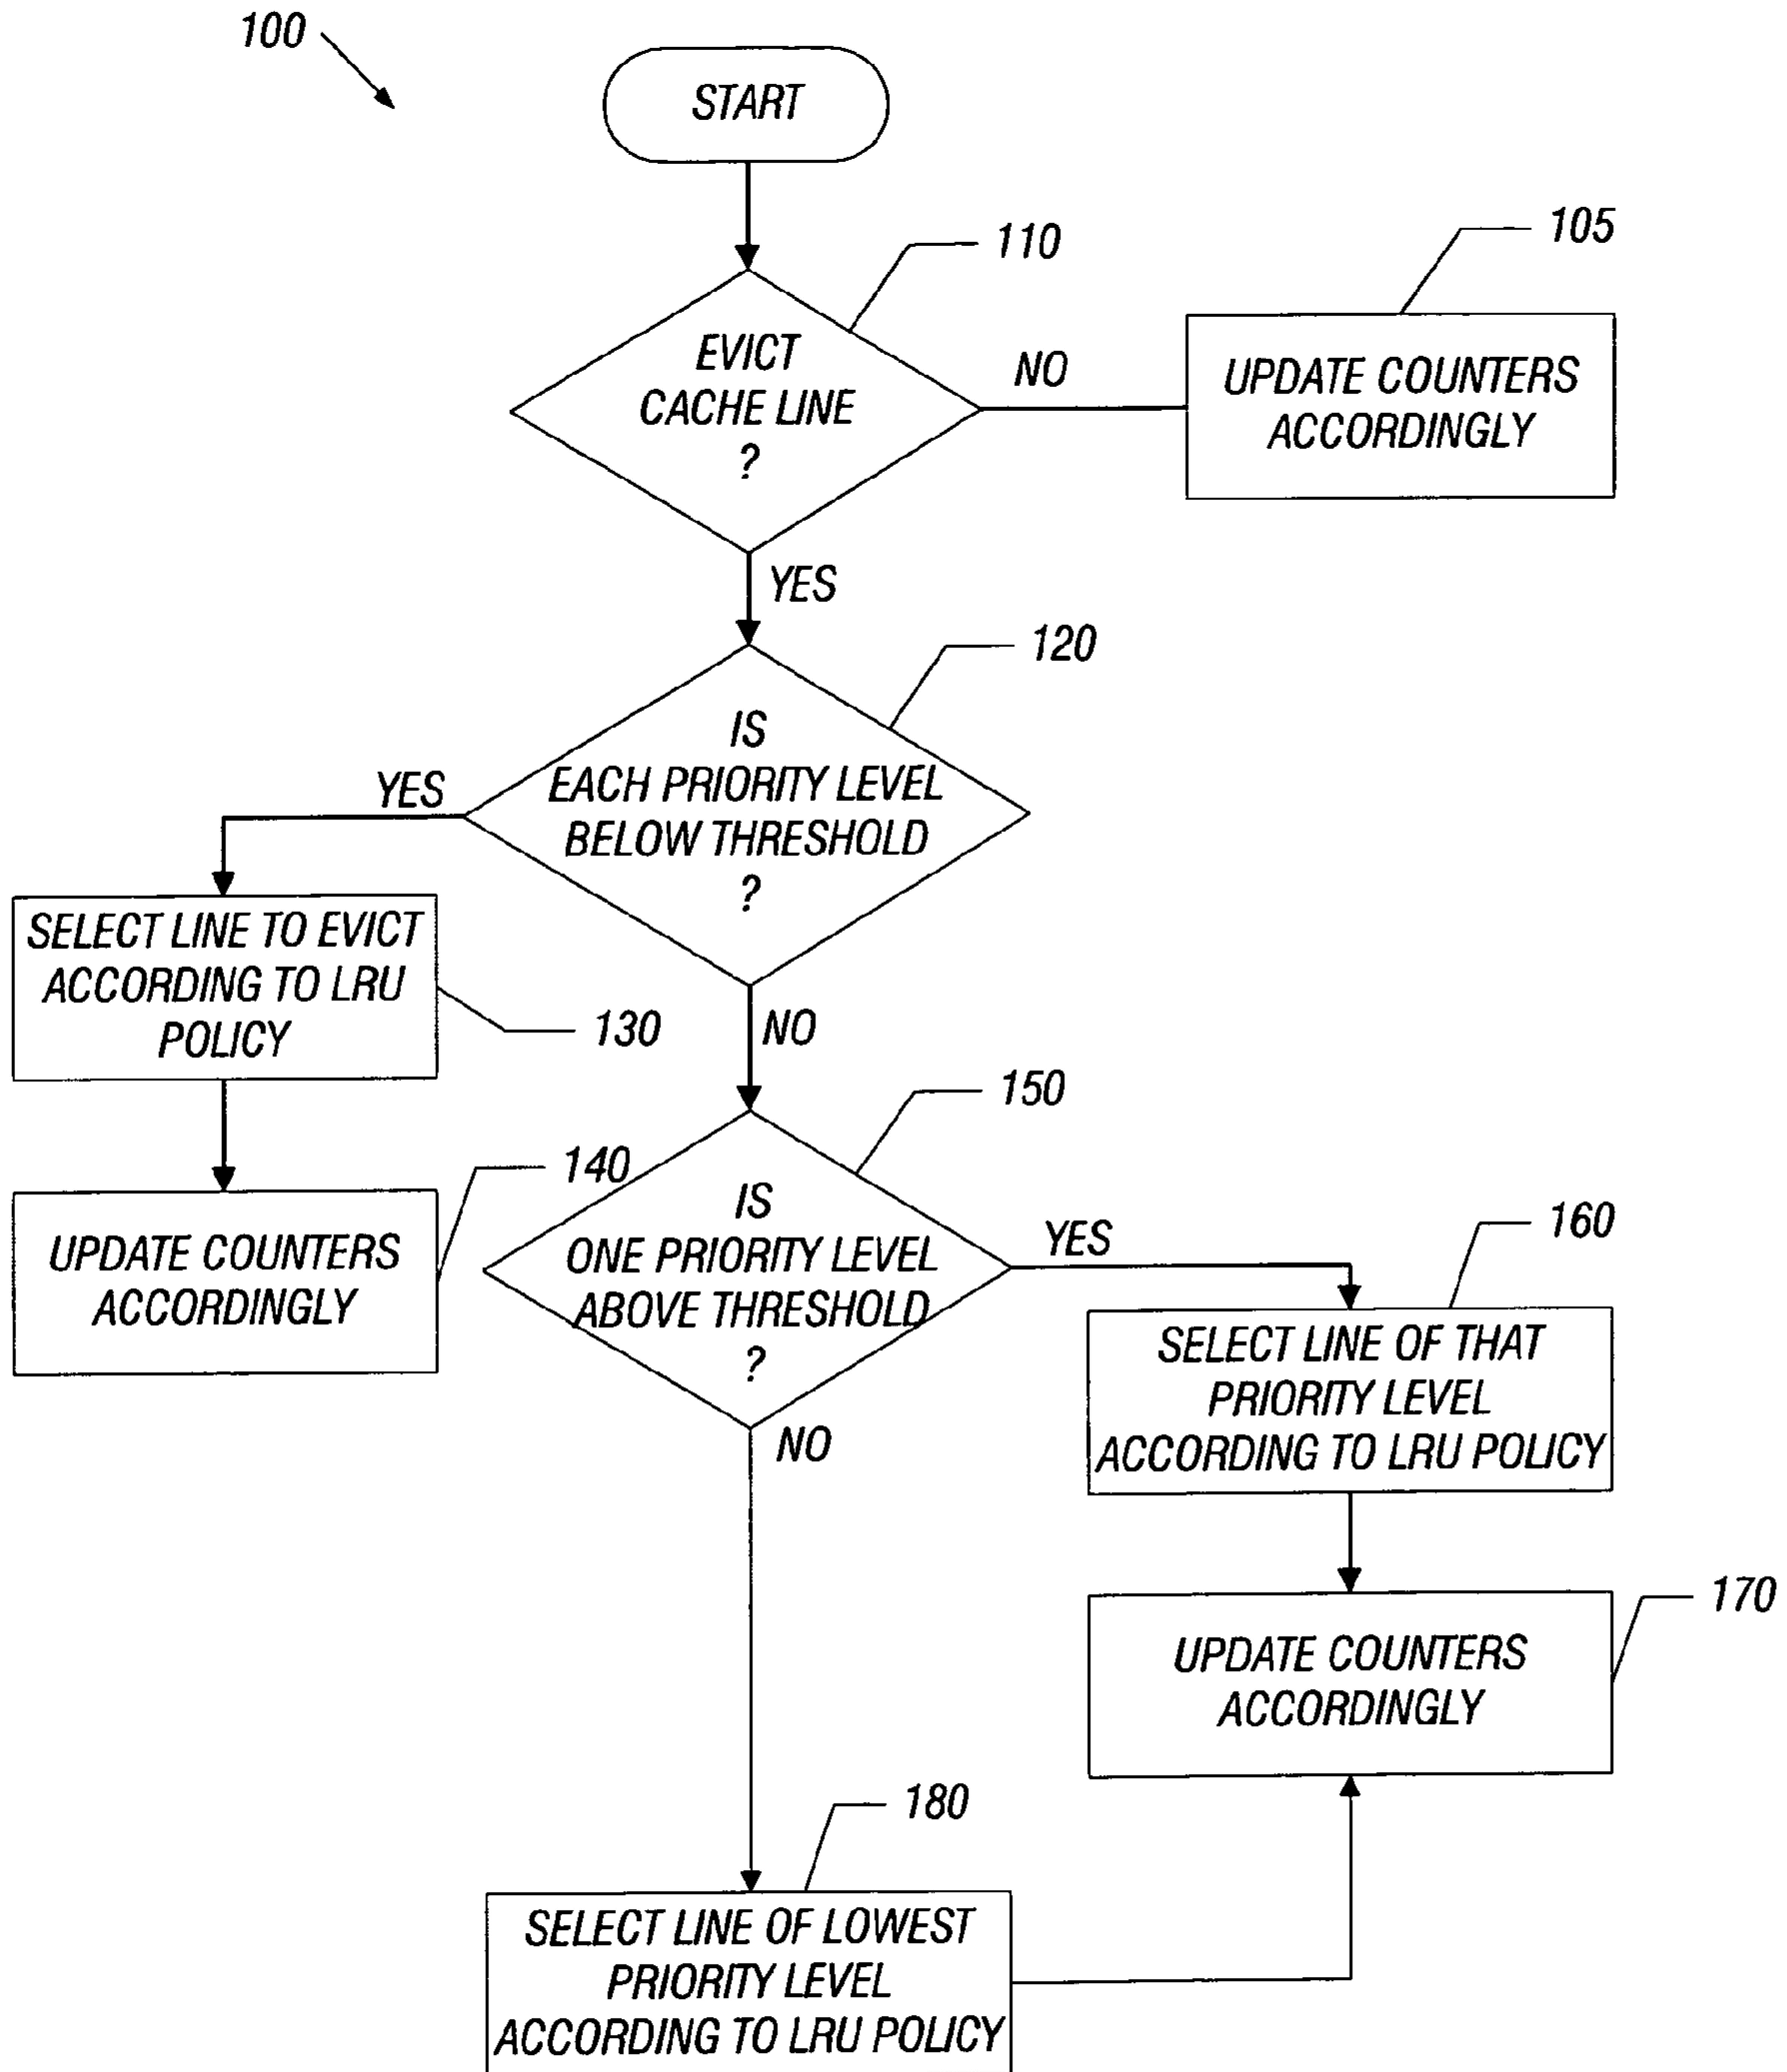 100
START
110
105
EVICT
CACHE LINE
?
NO
UPDATE COUNTERS
ACCORDINGLY
YES
120
IS
EACH PRIORITY LEVEL
BELOW THRESHOLD
?
YES
SELECT LINE TO EVICT
ACCORDING TO LRU
POLICY
130
NO
150
140
UPDATE COUNTERS
ACCORDINGLY
IS
ONE PRIORITY LEVEL
ABOVE THRESHOLD
?
YES
160
NO
SELECT LINE OF THAT
PRIORITY LEVEL
ACCORDING TO LRU POLICY
170
UPDATE COUNTERS
ACCORDINGLY
180
SELECT LINE OF LOWEST
PRIORITY LEVEL
ACCORDING TO LRU POLICY